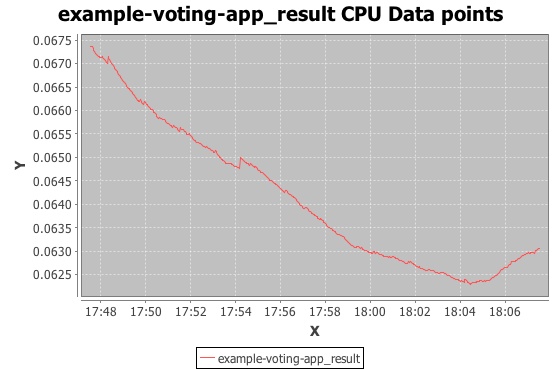 example-voting-app_result CPU Data points
0.0675
0.0670
0.0665
0.0660
0.0655
0.0650
0.0645
0.0640
0.0635
0.0630
0.0625
Y
17:48 17:50 17:52 17:54 17:56 17:58 18:00 18:02 18:04 18:06
X
example-voting-app_result